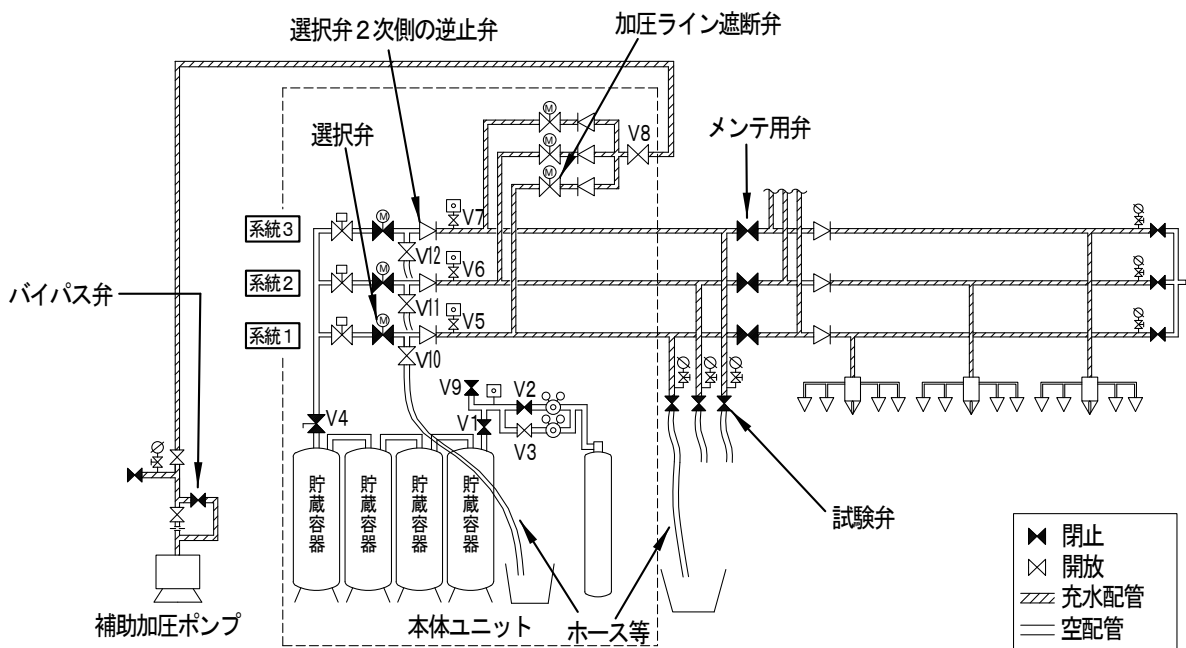 選択弁２次側の逆止弁
加圧ライン遮断弁
選択弁
メンテ用弁
M
V8
M
M
V7
系統3
M
V12
V6
系統2
M
V11
バイパス弁
V5
系統1
M
V10
V9
V2
V4
V1
V3
貯蔵容器
貯蔵容器
貯蔵容器
貯蔵容器
試験弁
閉止
開放
充水配管
空配管
補助加圧ポンプ
本体ユニット
ホース等